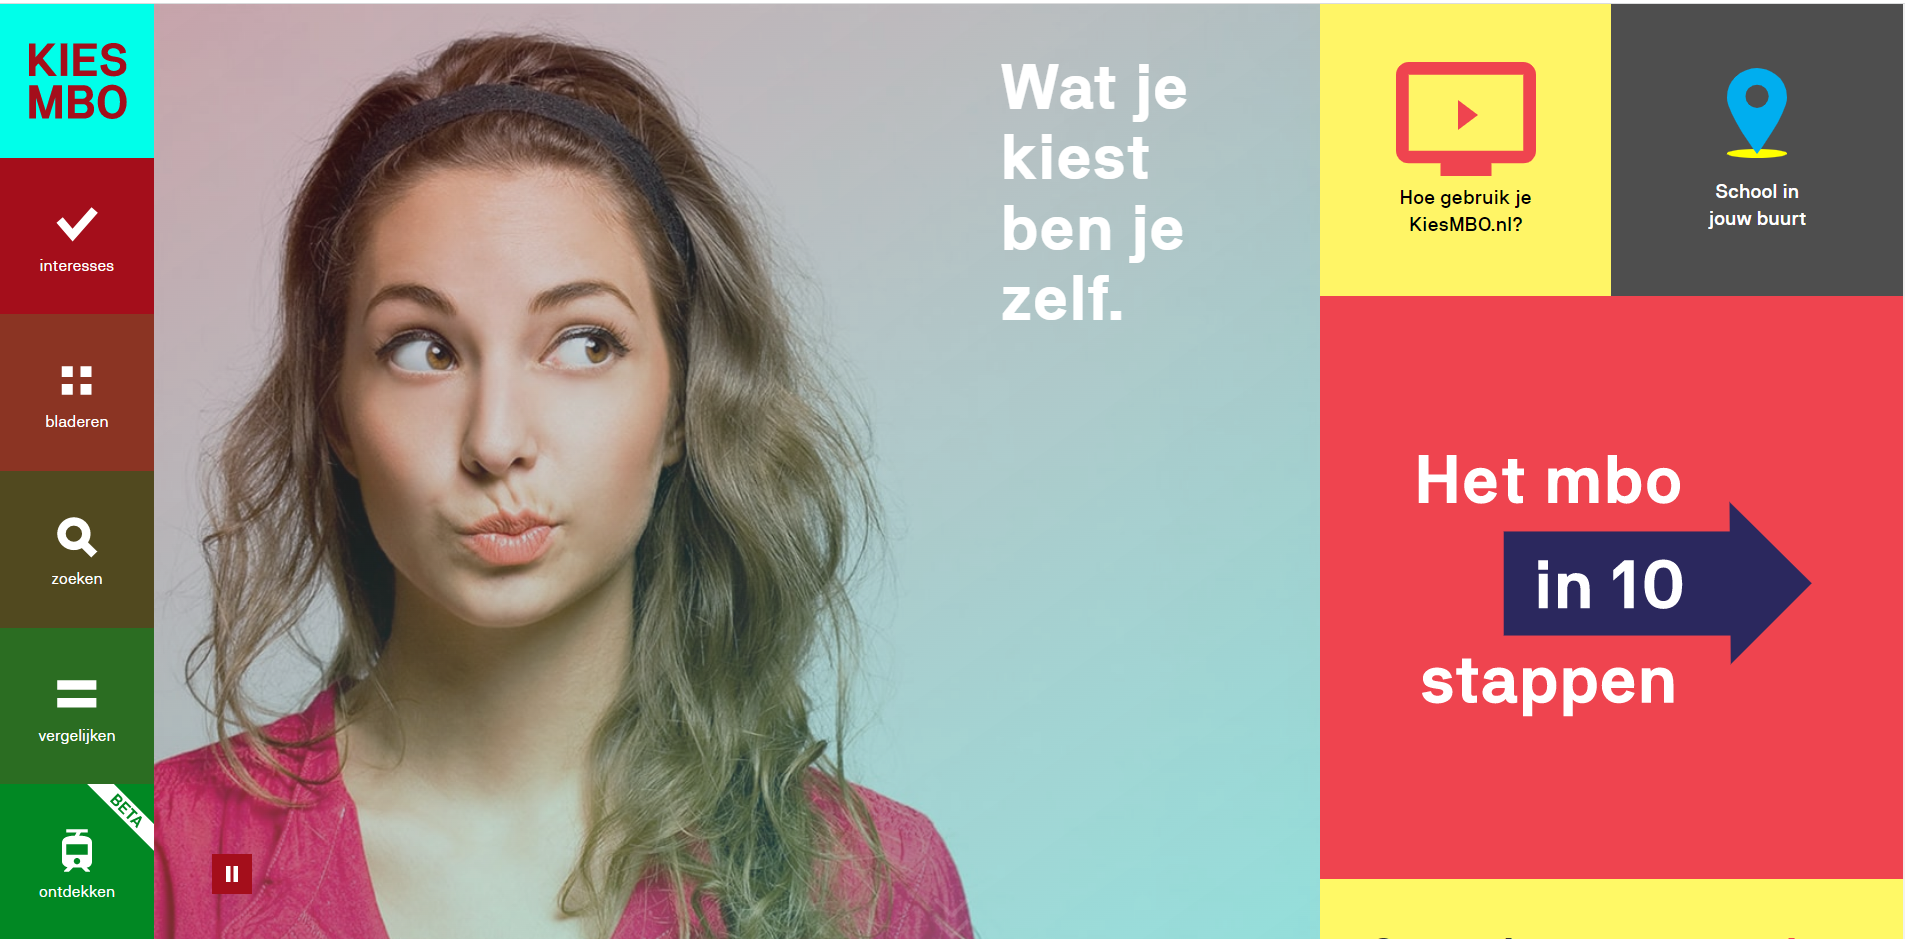 KIES
MBO
interesses
bladeren
zoeken
vergelijken
BETA
ontdekken
Wat je
kiest
ben je
zelf.
Hoe gebruik je
KiesMBO.nl?
School in
jouw buurt
Het mbo
in 10
stappen